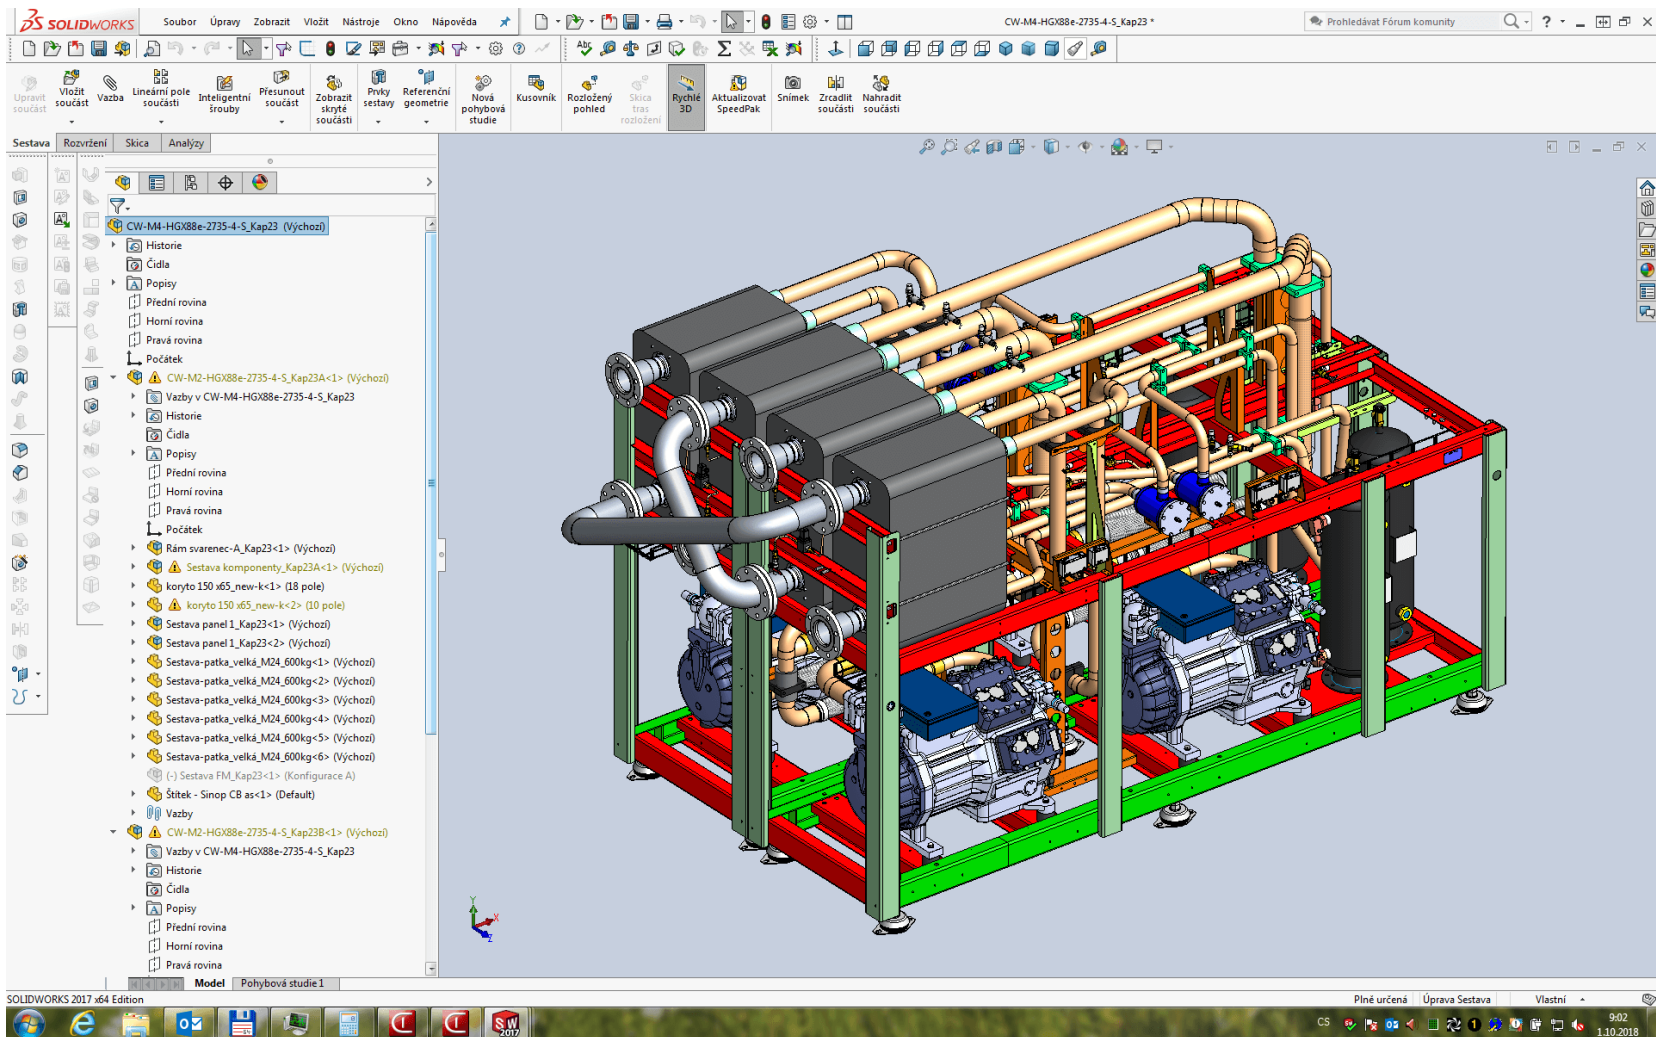 SOLIDWORKS
Soubor Úpravy Zobrazit Vložit Nástroje Okno Nápověda
CW-M4-HGX88e-2735-4-S_Kap23 *
Prohledávat Fórum komunity
Upravit součást
Vložit součást
Vazba
Lineární pole součásti
Inteligentní šrouby
Přesunout součást
Zobrazit skryté součásti
Prvky sestavy
Referenční geometrie
Nová pohybová studie
Kusovník
Rozložený pohled
Skica tras rozložení
Rychlé 3D
Aktualizovat SpeedPak
Snímek
Zrcadlit součásti
Nahradit součásti
Sestava Rozvržení Skica Analýzy
CW-M4-HGX88e-2735-4-S_Kap23 (Výchozí)
Historie
Čidla
Popisy
Přední rovina
Horní rovina
Pravá rovina
Počátek
CW-M2-HGX88e-2735-4-S_Kap23A<1> (Výchozí)
Vazby v CW-M4-HGX88e-2735-4-S_Kap23
Historie
Čidla
Popisy
Přední rovina
Horní rovina
Pravá rovina
Počátek
Rám svarenec-A_Kap23<1> (Výchozí)
Sestava komponenty_Kap23A<1> (Výchozí)
koryto 150 x65_new-k<1> (18 pole)
koryto 150 x65_new-k<2> (10 pole)
Sestava panel 1_Kap23<1> (Výchozí)
Sestava panel 1_Kap23<2> (Výchozí)
Sestava-patka_velká_M24_600kg<1> (Výchozí)
Sestava-patka_velká_M24_600kg<2> (Výchozí)
Sestava-patka_velká_M24_600kg<3> (Výchozí)
Sestava-patka_velká_M24_600kg<4> (Výchozí)
Sestava-patka_velká_M24_600kg<5> (Výchozí)
Sestava-patka_velká_M24_600kg<6> (Výchozí)
(-) Sestava FM_Kap23<1> (Konfigurace A)
Štítek - Sinop CB as<1> (Default)
Vazby
CW-M2-HGX88e-2735-4-S_Kap23B<1> (Výchozí)
Vazby v CW-M4-HGX88e-2735-4-S_Kap23
Historie
Čidla
Popisy
Přední rovina
Horní rovina
Pravá rovina
Y
X
Z
Model Pohybová studie 1
SOLIDWORKS 2017 x64 Edition
Plně určená Úprava Sestava Vlastní
CS
9:02
1.10.2018